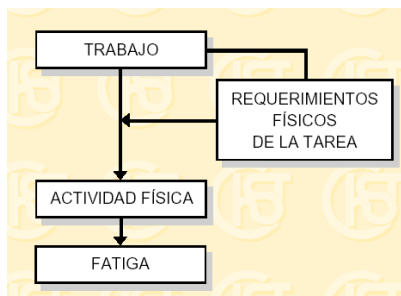 TRABAJO
REQUERIMIENTOS
FÍSICOS
DE LA TAREA
ACTIVIDAD FÍSICA
FATIGA